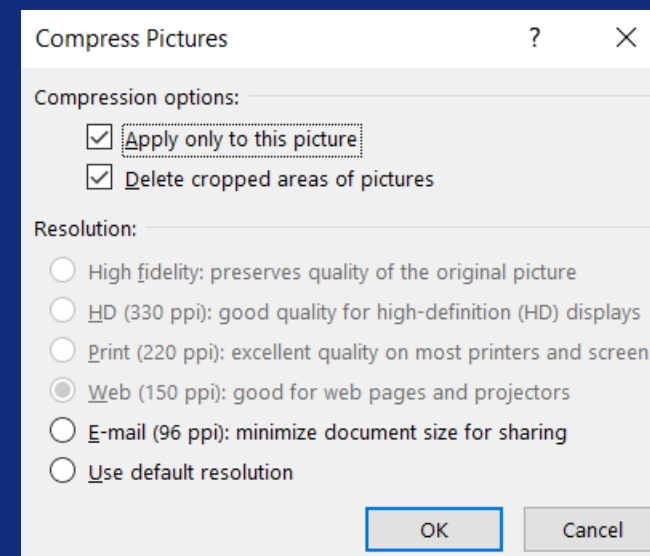 Compress Pictures ?
Compression options:
Apply only to this picture
Delete cropped areas of pictures
Resolution:
High fidelity: preserves quality of the original picture
HD (330 ppi): good quality for high-definition (HD) displays
Print (220 ppi): excellent quality on most printers and screen
Web (150 ppi): good for web pages and projectors
E-mail (96 ppi): minimize document size for sharing
Use default resolution
OK Cancel